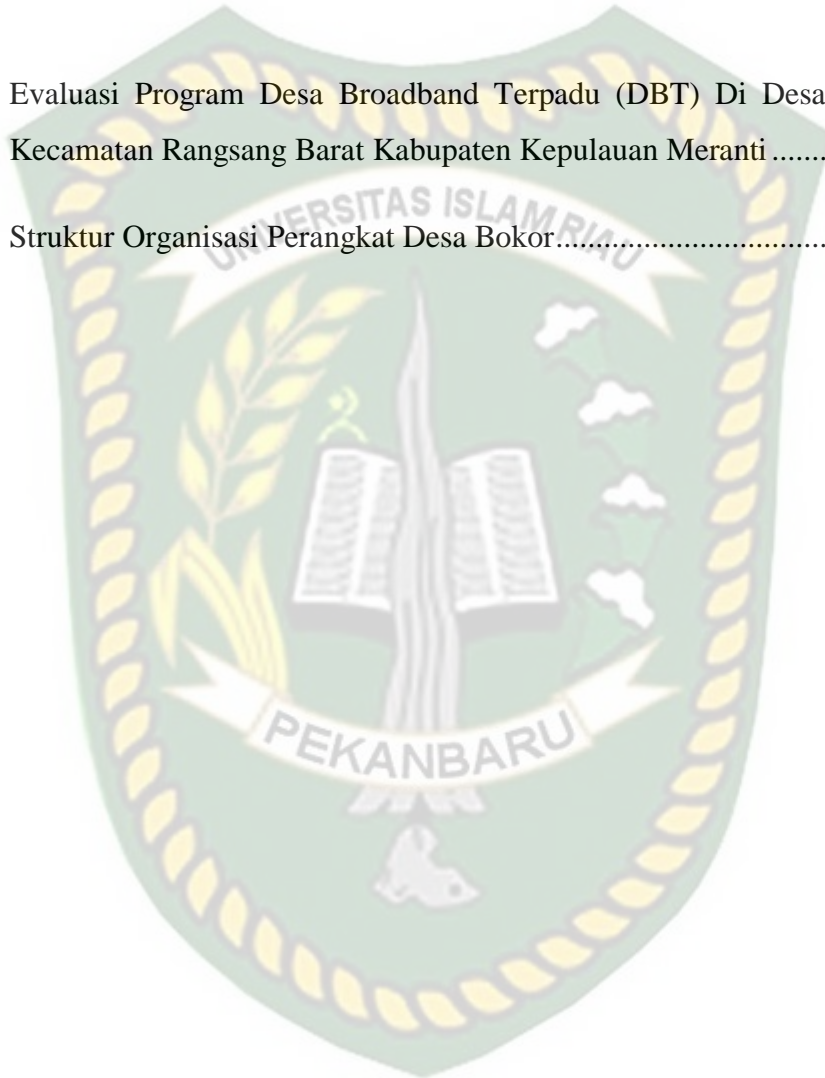 Evaluasi Program Desa Broadband Terpadu (DBT) Di Desa
Kecamatan Rangsang Barat Kabupaten Kepulauan Meranti.......
UNIVERSITAS ISLAM RIAU
Struktur Organisasi Perangkat Desa Bokor.................................
PEKANBARU